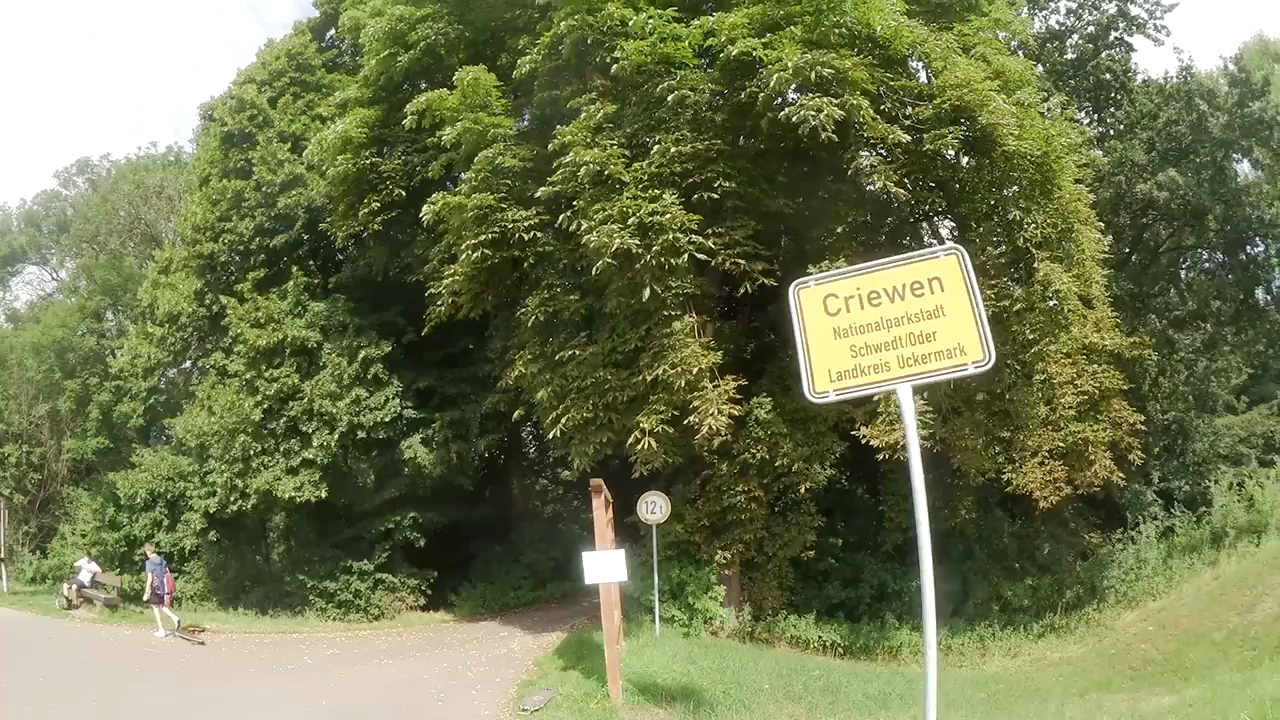 Criewen
Nationalparkstadt
Schwedt/Oder
Landkreis Uckermark
12t